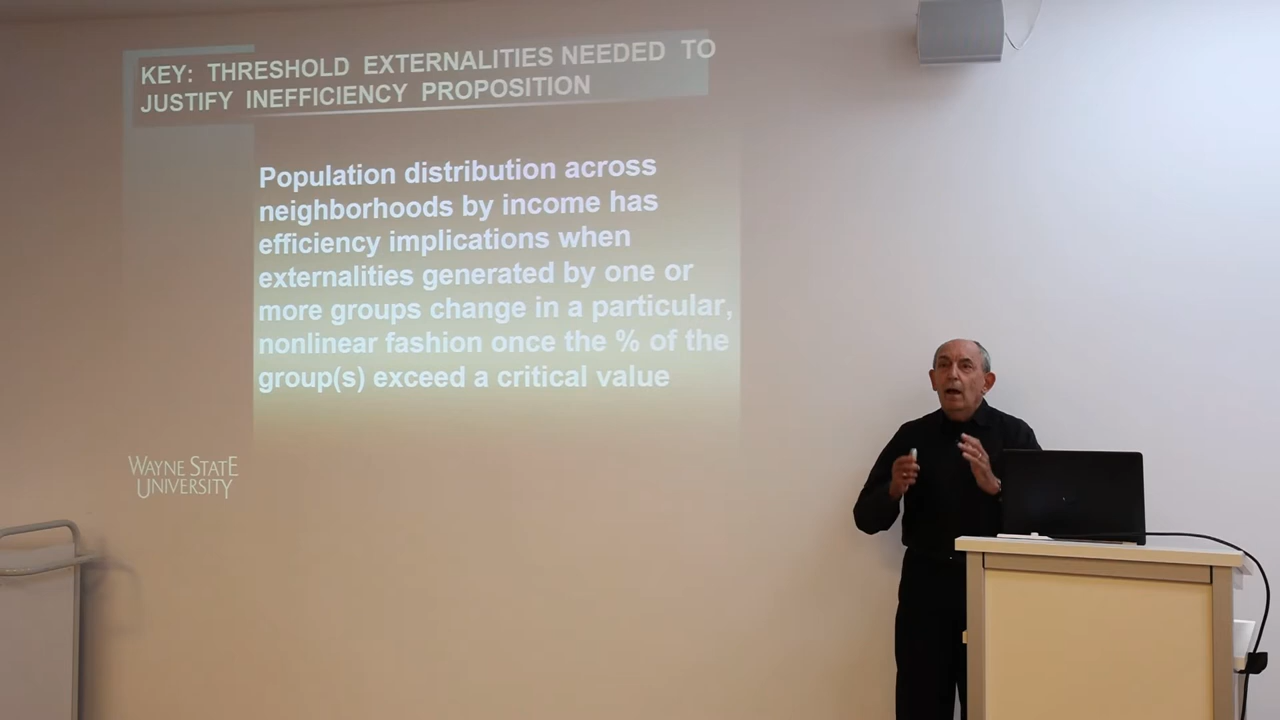 KEY: THRESHOLD EXTERNALITIES NEEDED TO
JUSTIFY INEFFICIENCY PROPOSITION
Population distribution across
neighborhoods by income has
efficiency implications when
externalities generated by one or
more groups change in a particular,
nonlinear fashion once the % of the
group(s) exceed a critical value
WAYNE STATE
UNIVERSITY